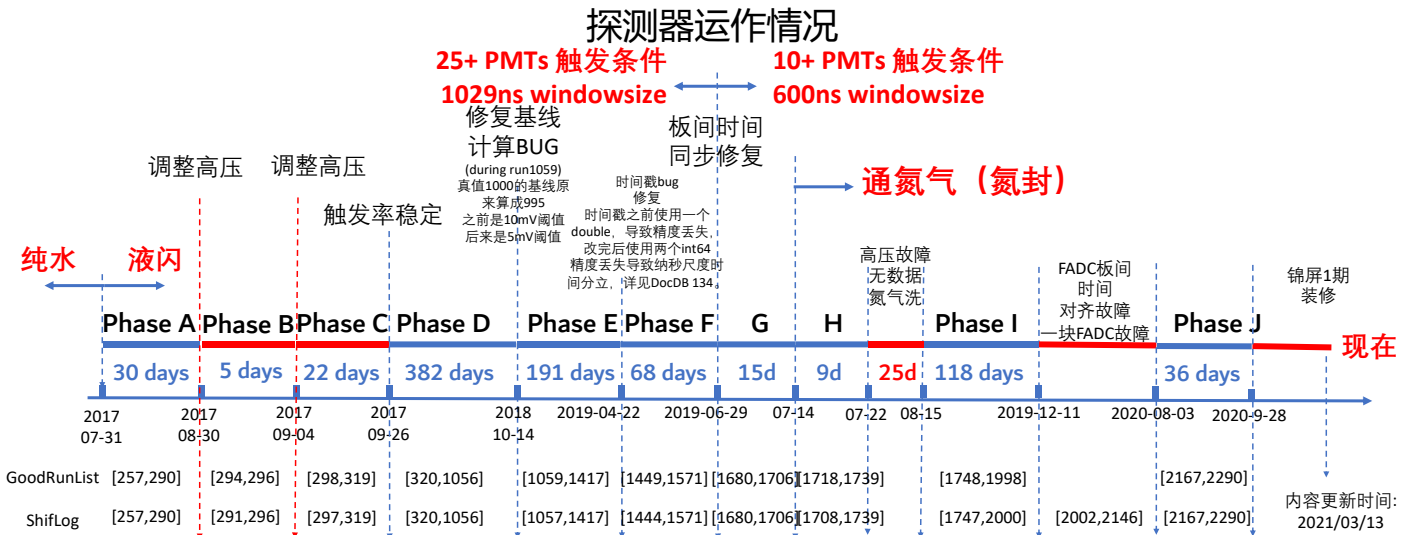 探测器运作情况
25+ PMTs 触发条件
1029ns windowsize
10+ PMTs 触发条件
600ns windowsize
修复基线
计算BUG
(during run1059)
真值1000的基线原
来算成995
之前是10mV阈值
后来是5mV阈值
板间时间
同步修复
调整高压
调整高压
触发率稳定
时间戳bug
修复
时间戳之前使用一个
double，导致精度丢失，
改完后使用两个int64
精度丢失导致纳秒尺度时
间分立，详见DocDB 134。
通氮气（氮封）
纯水
液闪
高压故障
无数据
氮气洗
FADC板间
时间
对齐故障
一块FADC故障
锦屏1期
装修
Phase A
Phase B
Phase C
Phase D
Phase E
Phase F
G
H
Phase I
Phase J
现在
30 days
5 days
22 days
382 days
191 days
68 days
15d
9d
25d
118 days
36 days
2017
07-31
2017
08-30
2017
09-04
2017
09-26
2018
10-14
2019-04-22
2019-06-29
07-14
07-22
08-15
2019-12-11
2020-08-03
2020-9-28
GoodRunList [257,290] [294,296] [298,319] [320,1056] [1059,1417] [1449,1571] [1680,1706] [1718,1739] [1748,1998] [2167,2290]
ShifLog [257,290] [291,296] [297,319] [320,1056] [1057,1417] [1444,1571] [1680,1706] [1708,1739] [1747,2000] [2002,2146] [2167,2290]
内容更新时间:
2021/03/13